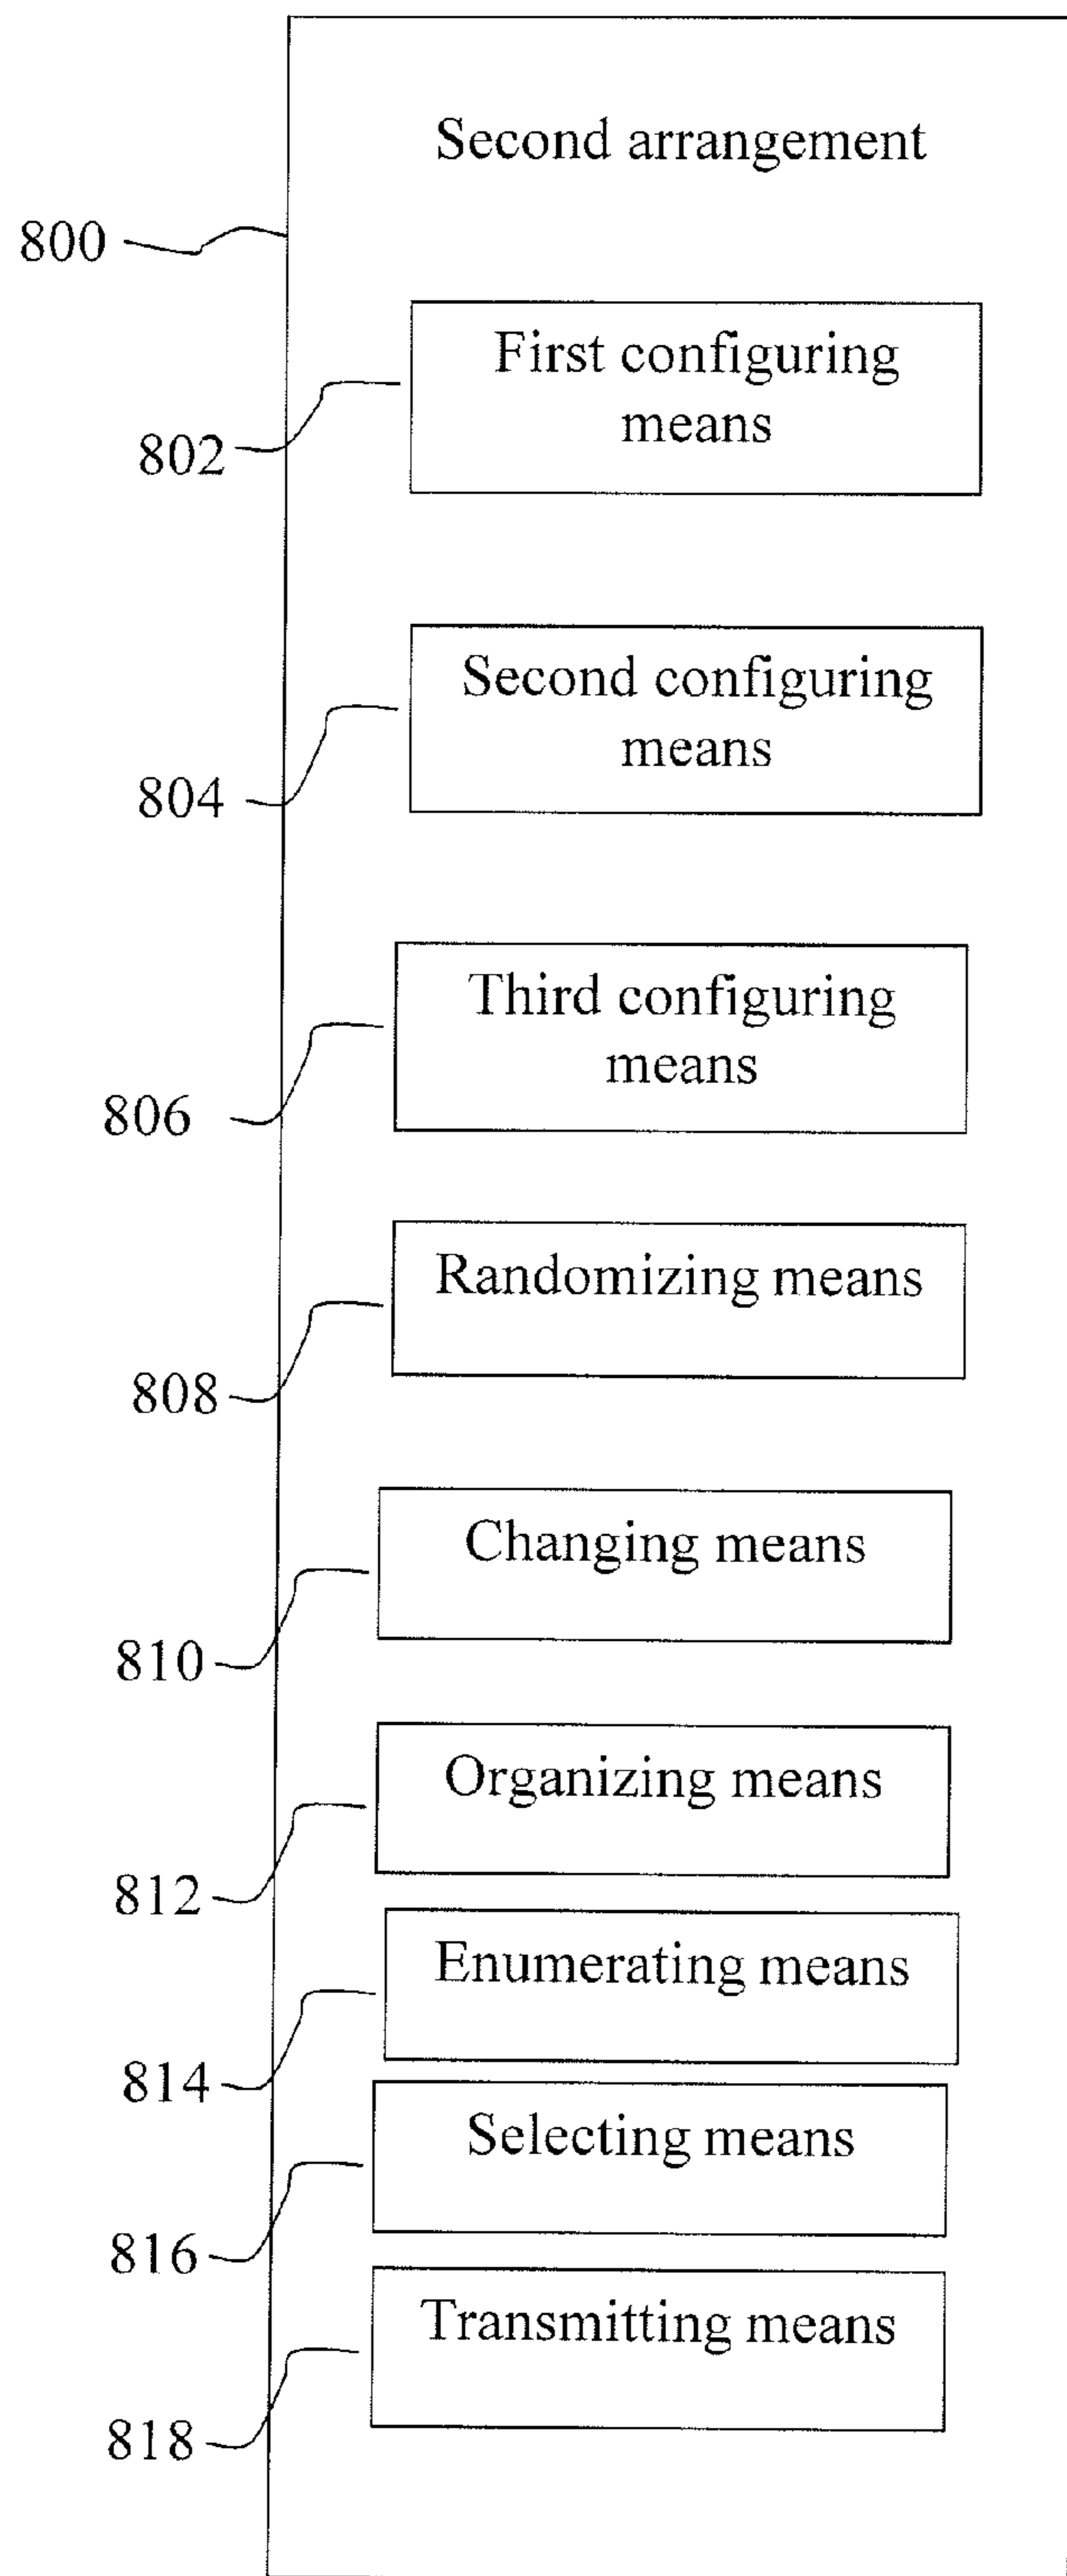 Second arrangement
800
First configuring
means
802
Second configuring
means
804
Third configuring
means
806
Randomizing means
808
Changing means
810
Organizing means
812
Enumerating means
814
Selecting means
816
Transmitting means
818